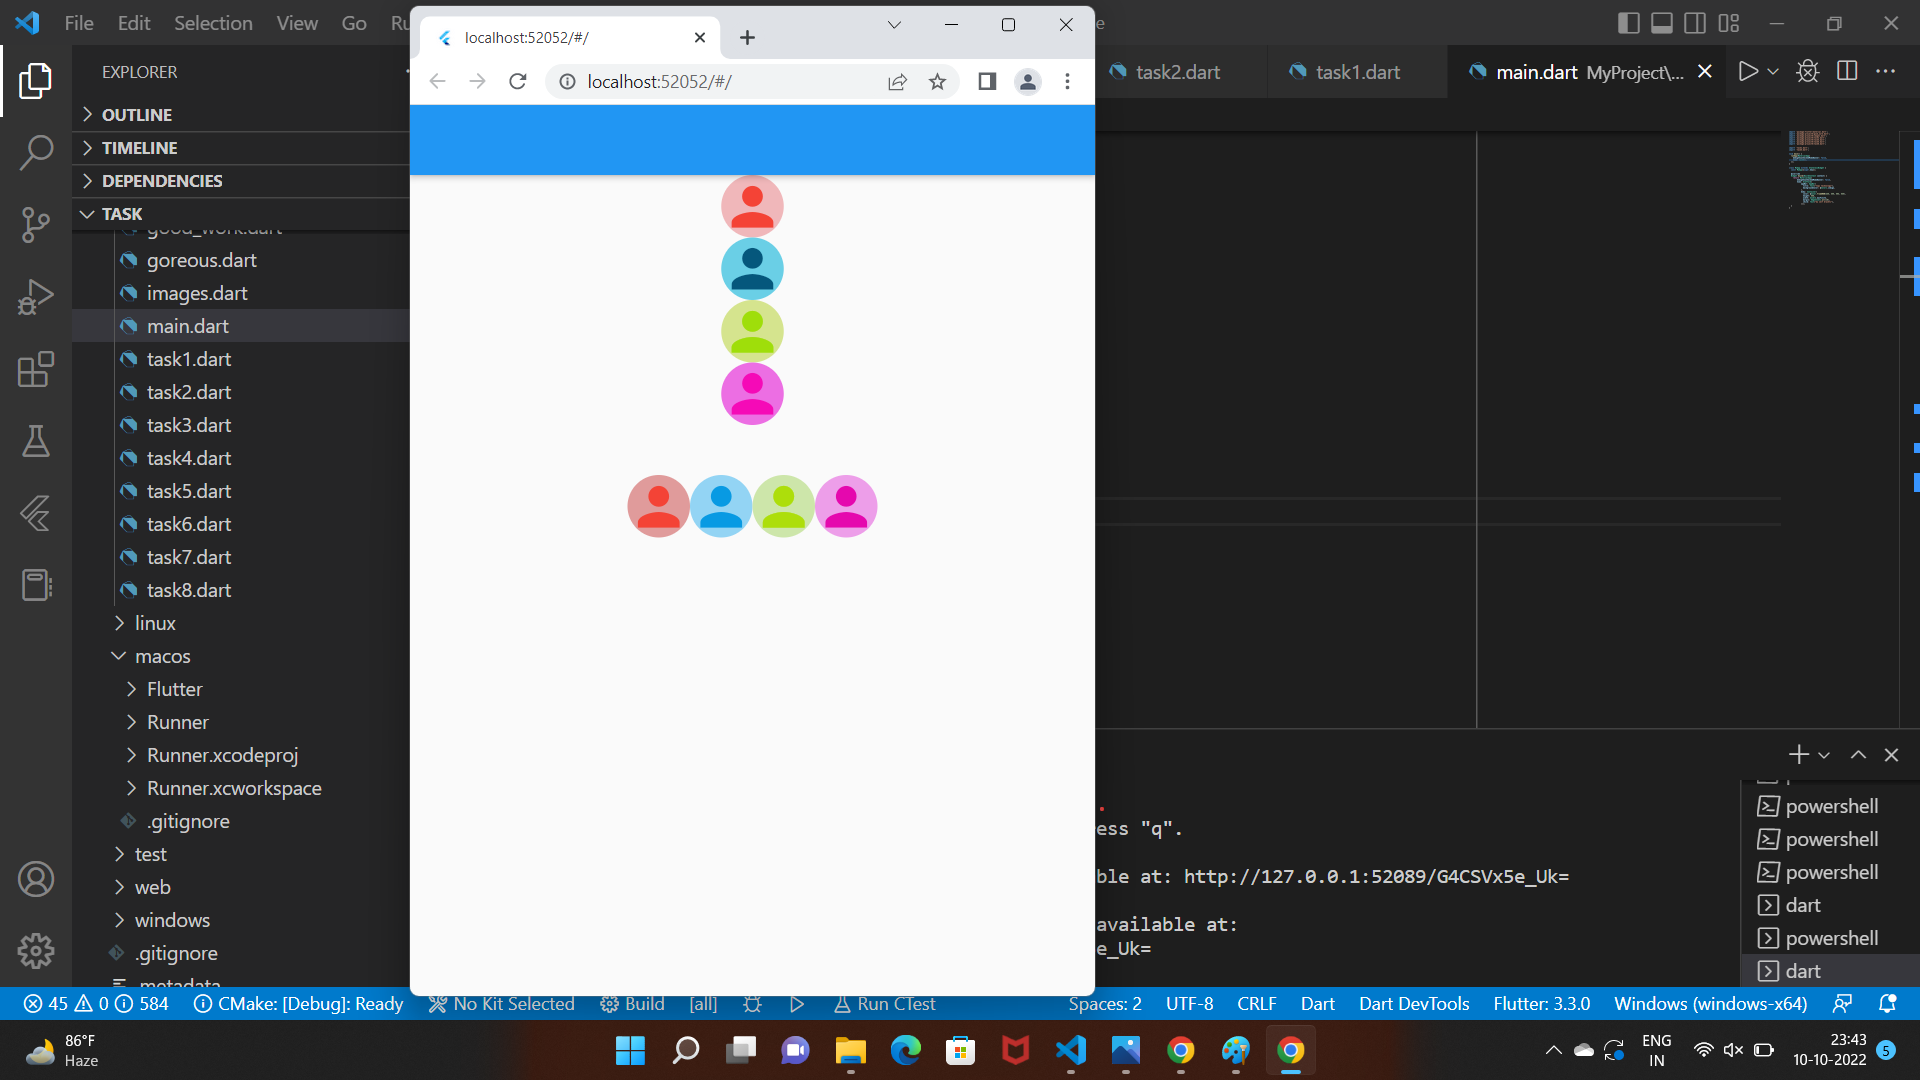 File Edit Selection View Go Ru
localhost:52052/#/
localhost:52052/#/
task2.dart
task1.dart
main.dart MyProject\...
EXPLORER
OUTLINE
TIMELINE
DEPENDENCIES
TASK
good_work.dart
goreous.dart
images.dart
main.dart
task1.dart
task2.dart
task3.dart
task4.dart
task5.dart
task6.dart
task7.dart
task8.dart
linux
macos
Flutter
Runner
Runner.xcodeproj
Runner.xcworkspace
.gitignore
test
web
windows
.gitignore
.metadata
ess "q".
ble at: http://127.0.0.1:52089/G4CSVx5e_Uk=
available at:
e_Uk=
powershell
powershell
powershell
dart
powershell
dart
45 0 584 CMake: [Debug]: Ready No Kit Selected Build [all] Run CTest Spaces: 2 UTF-8 CRLF Dart Dart DevTools Flutter: 3.3.0 Windows (windows-x64)
86°F
Haze
ENG
IN
23:43
10-10-2022
5